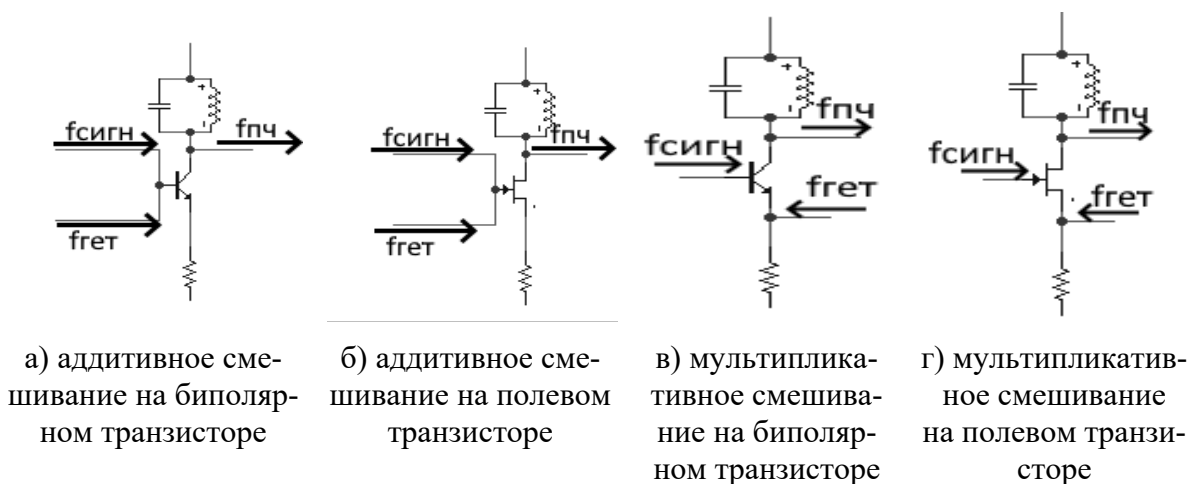 fсигн
fпч
fгет
fсигн
fпч
fгет
fсигн
fпч
fгет
fсигн
fпч
fгет
а) аддитивное сме-
шивание на биполяр-
ном транзисторе
б) аддитивное сме-
шивание на полевом
транзисторе
в) мультиплика-
тивное смешива-
ние на биполяр-
ном транзисторе
г) мультипликатив-
ное смешивание
на полевом транзи-
сторе